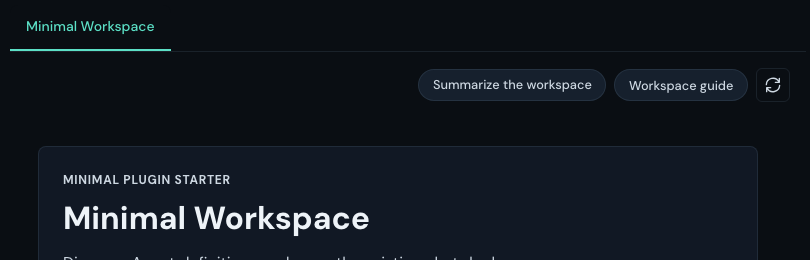 Minimal Workspace
Summarize the workspace
Workspace guide
MINIMAL PLUGIN STARTER
Minimal Workspace